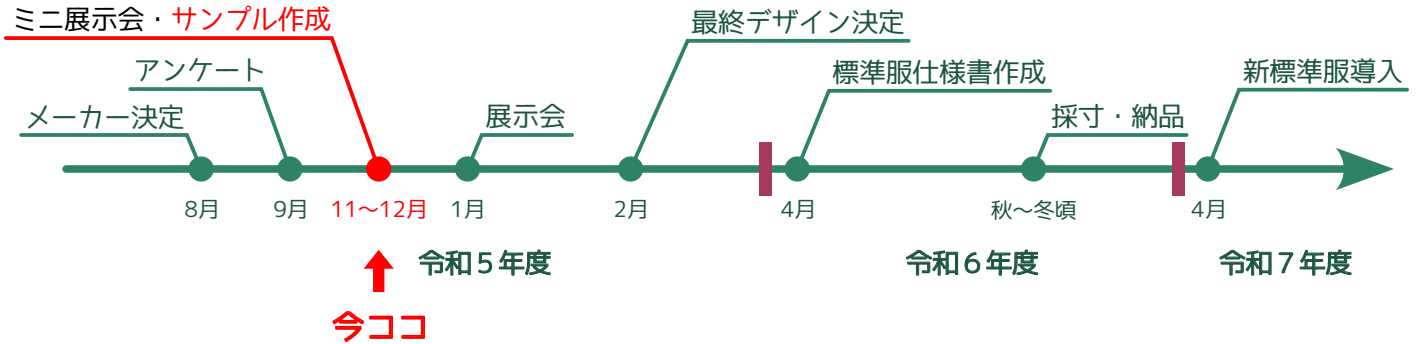 ミニ展示会・サンプル作成
最終デザイン決定
アンケート
標準服仕様書作成
新標準服導入
メーカー決定
展示会
採寸・納品
8月
9月
11～12月
1月
2月
4月
秋～冬頃
4月
令和５年度
令和６年度
令和７年度
今ココ